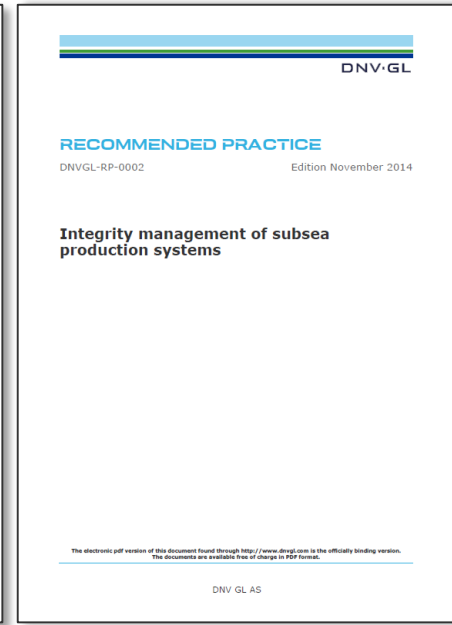 DNV·GL
RECOMMENDED PRACTICE
DNVGL-RP-0002 Edition November 2014
Integrity management of subsea
production systems
The electronic pdf version of this document found through http://www.dnvgl.com is the officially binding version.
The documents are available free of charge in PDF format.
DNV GL AS